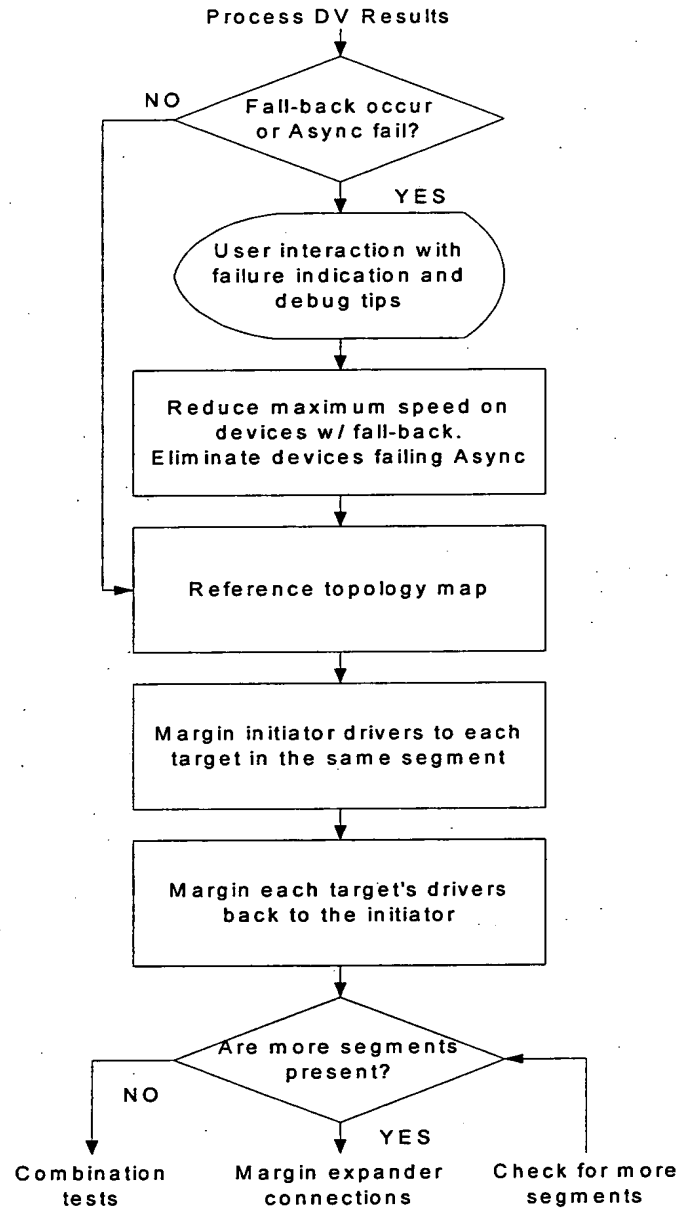 Process DV Results
NO
Fall-back occur
or Async fail?
YES
User interaction with
failure indication and
debug tips
Reduce maximum speed on
devices w/ fall-back.
Eliminate devices failing Async
Reference topology map
Margin initiator drivers to each
target in the same segment
Margin each target's drivers
back to the initiator
Are more segments
present?
NO
YES
Combination
tests
Margin expander
connections
Check for more
segments